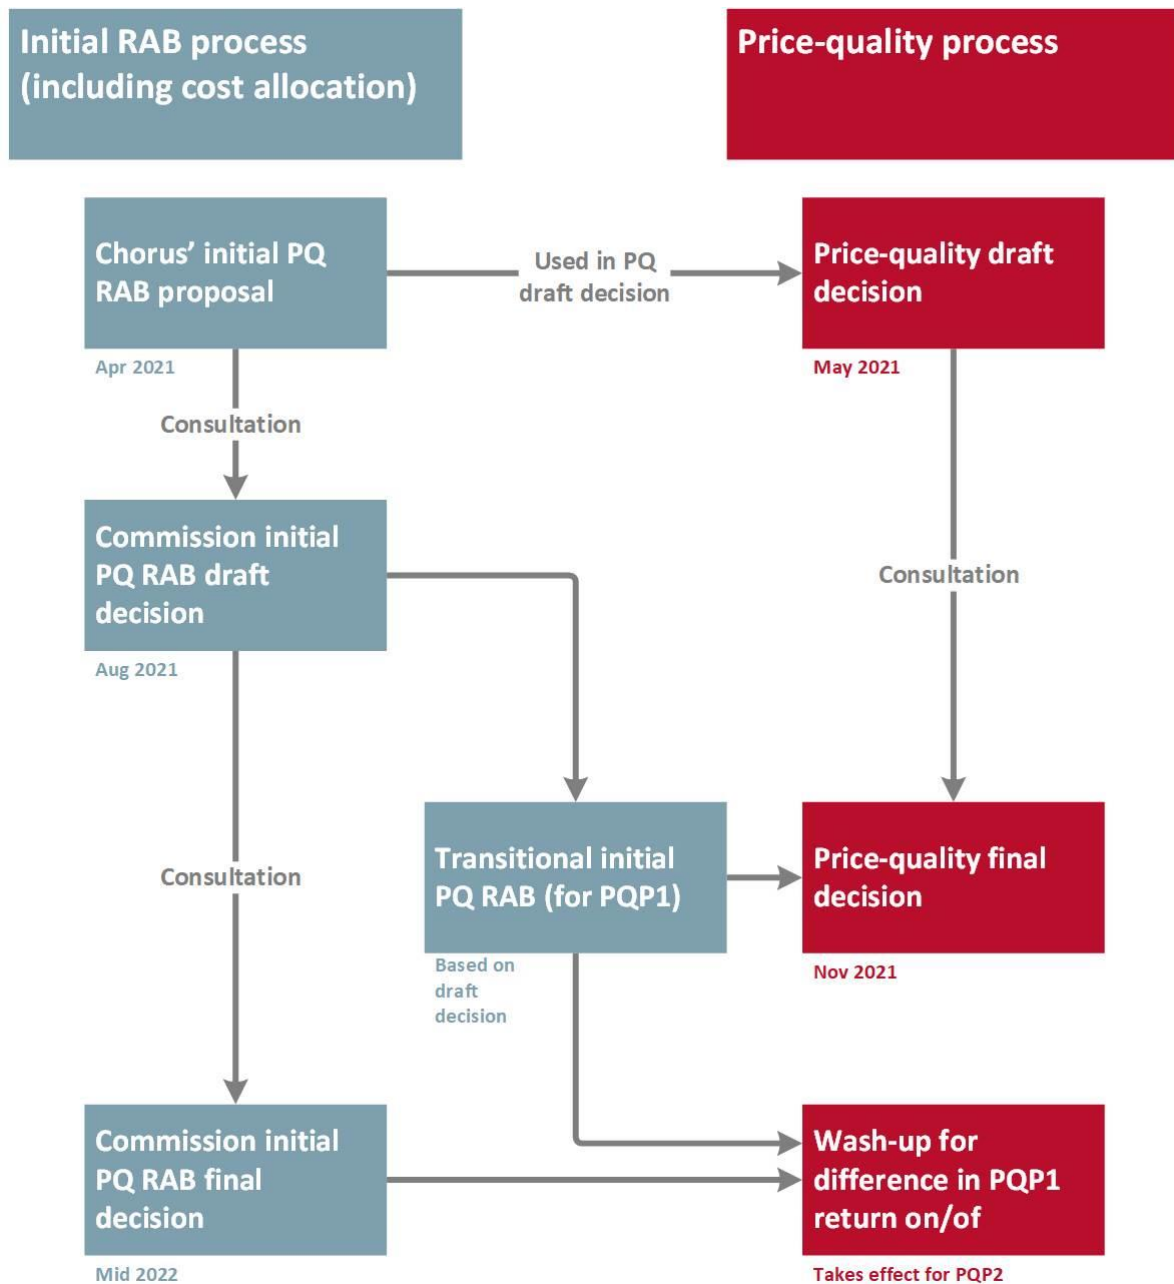 Initial RAB process
(including cost allocation)
Price-quality process
Chorus’ initial PQ
RAB proposal
Apr 2021
Used in PQ
draft decision
Price-quality draft
decision
May 2021
Consultation
Commission initial
PQ RAB draft
decision
Aug 2021
Consultation
Consultation
Transitional initial
PQ RAB (for PQP1)
Based on
draft
decision
Price-quality final
decision
Nov 2021
Commission initial
PQ RAB final
decision
Mid 2022
Wash-up for
difference in PQP1
return on/of
Takes effect for PQP2